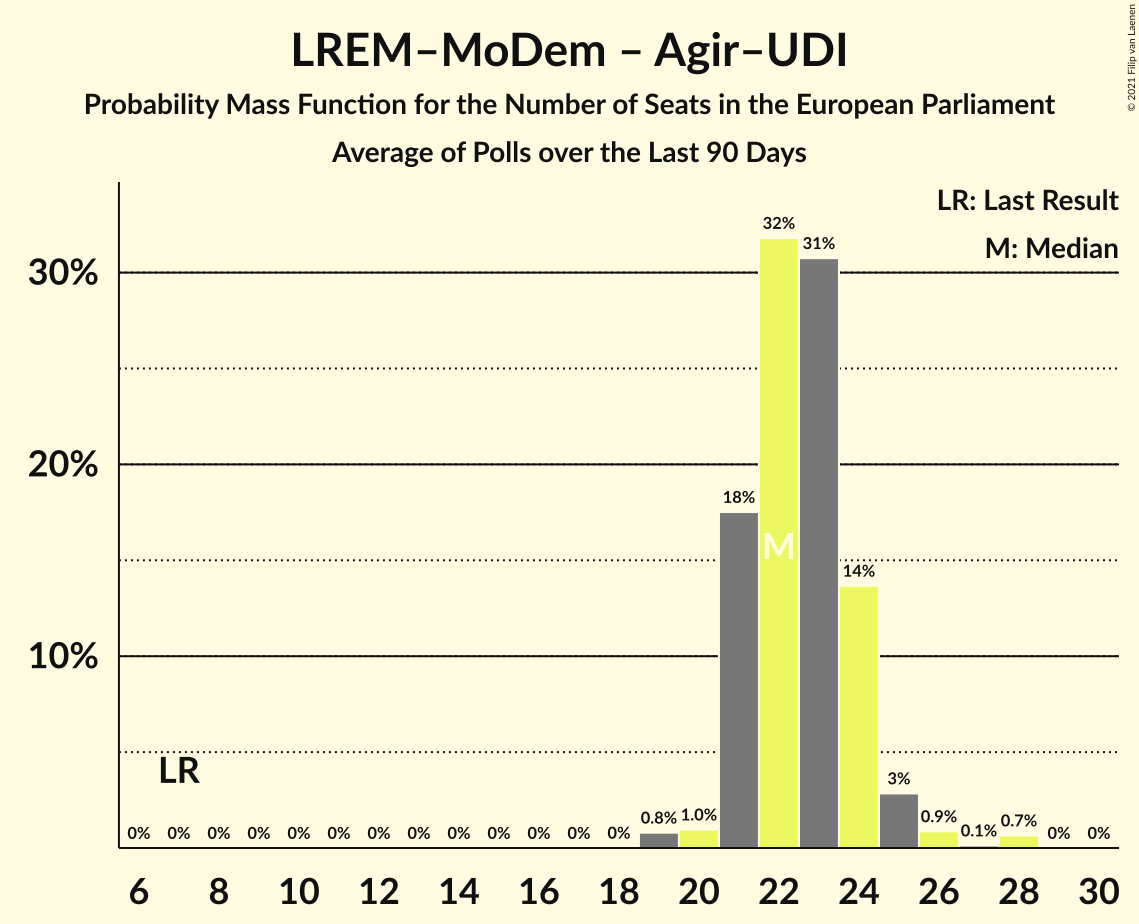 LREM–MoDem – Agir–UDI
Probability Mass Function for the Number of Seats in the European Parliament
Average of Polls over the Last 90 Days
© 2021 Filip van Laenen
LR: Last Result
M: Median
32%
31%
30%
20%
18%
M
14%
10%
LR
3%
0% 0% 0% 0% 0% 0% 0% 0% 0% 0% 0% 0% 0% 0.8% 1.0% 0.9% 0.1% 0.7% 0% 0%
6 8 10 12 14 16 18 20 22 24 26 28 30